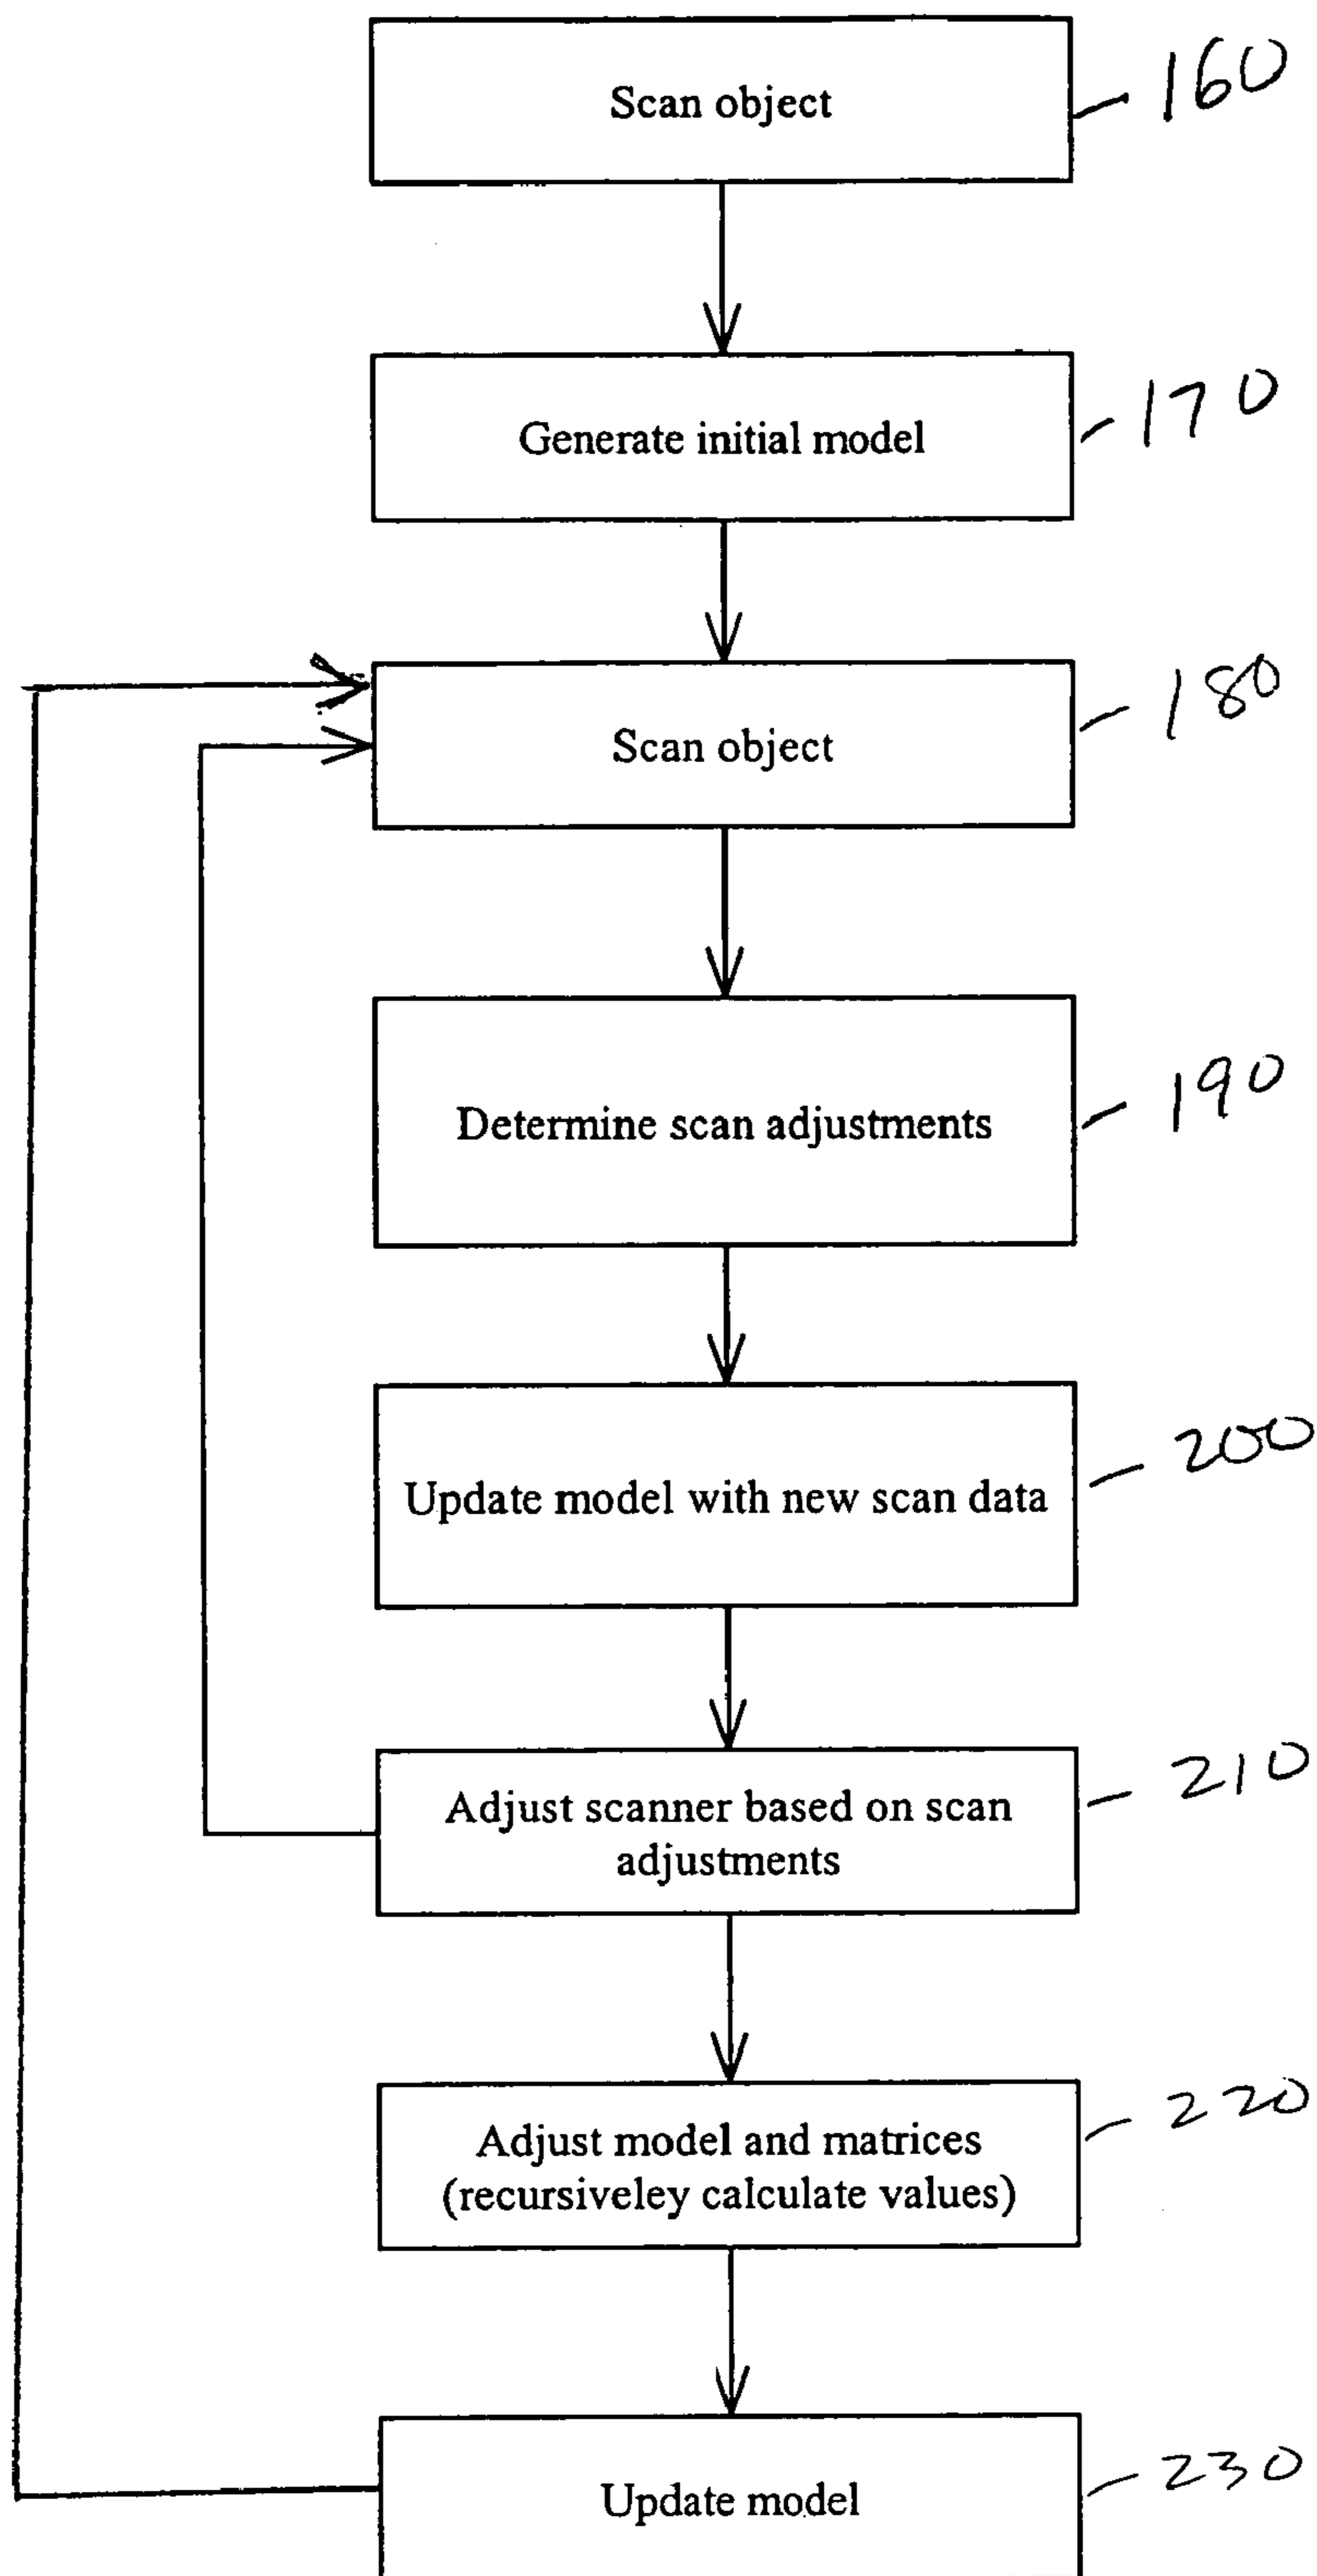 Scan object
160
Generate initial model
170
Scan object
180
Determine scan adjustments
190
Update model with new scan data
200
Adjust scanner based on scan
adjustments
210
Adjust model and matrices
(recursiveley calculate values)
220
Update model
230